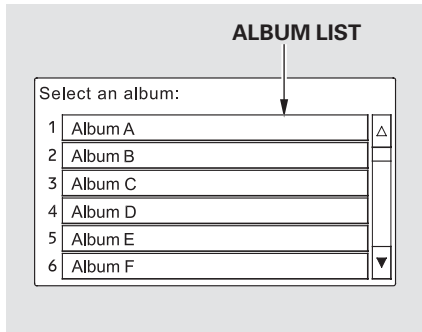 ALBUM LIST
Select an album:
1 Album A
2 Album B
3 Album C
4 Album D
5 Album E
6 Album F